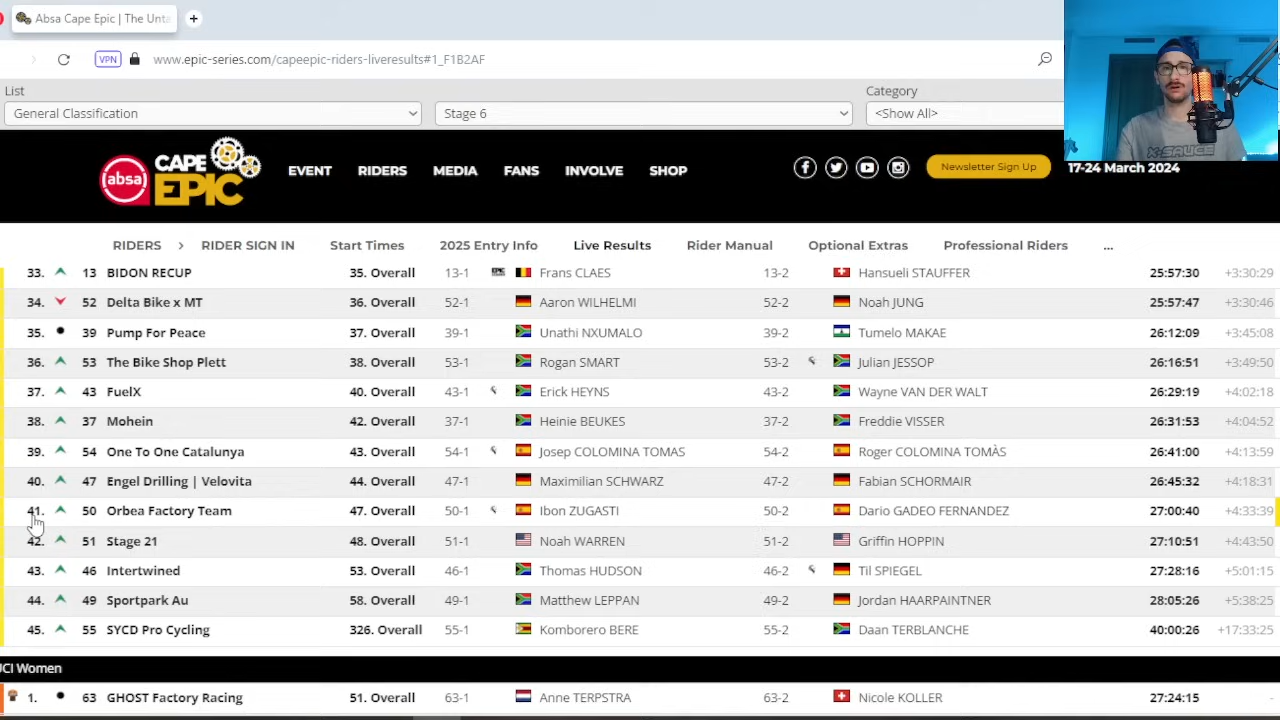 Absa Cape Epic | The Unta
VPN
www.epic-series.com/capeepic-riders-liveresults#1_F1B2AF
List Category
General Classification Stage 6 <Show All>
absa CAPE EPIC EVENT RIDERS MEDIA FANS INVOLVE SHOP Newsletter Sign Up 17-24 March 2024
X-SAUCE
RIDERS > RIDER SIGN IN Start Times 2025 Entry Info Live Results Rider Manual Optional Extras Professional Riders ...
33. 13 BIDON RECUP 35. Overall 13-1 EPIC Frans CLAES 13-2 Hansueli STAUFFER 25:57:30 +3:30:29
34. 52 Delta Bike x MT 36. Overall 52-1 Aaron WILHELMI 52-2 Noah JUNG 25:57:47 +3:30:46
35. 39 Pump For Peace 37. Overall 39-1 Unathi NXUMALO 39-2 Tumelo MAKAE 26:12:09 +3:45:08
36. 53 The Bike Shop Plett 38. Overall 53-1 Rogan SMART 53-2 Julian JESSOP 26:16:51 +3:49:50
37. 43 FuelX 40. Overall 43-1 Erick HEYNS 43-2 Wayne VAN DER WALT 26:29:19 +4:02:18
38. 37 Mohein 42. Overall 37-1 Heinie BEUKES 37-2 Freddie VISSER 26:31:53 +4:04:52
39. 54 One To One Catalunya 43. Overall 54-1 Josep COLOMINA TOMAS 54-2 Roger COLOMINA TOMÀS 26:41:00 +4:13:59
40. 47 Engel Drilling | Velovita 44. Overall 47-1 Maximilian SCHWARZ 47-2 Fabian SCHORMAIR 26:45:32 +4:18:31
41. 50 Orbea Factory Team 47. Overall 50-1 Ibon ZUGASTI 50-2 Dario GADEO FERNANDEZ 27:00:40 +4:33:39
42. 51 Stage 21 48. Overall 51-1 Noah WARREN 51-2 Griffin HOPPIN 27:10:51 +4:43:50
43. 46 Intertwined 53. Overall 46-1 Thomas HUDSON 46-2 Til SPIEGEL 27:28:16 +5:01:15
44. 49 Sportpark Au 58. Overall 49-1 Matthew LEPPAN 49-2 Jordan HAARPAINTNER 28:05:26 +5:38:25
45. 55 SYCD Pro Cycling 326. Overall 55-1 Komborero BERE 55-2 Daan TERBLANCHE 40:00:26 +17:33:25
UCI Women
1. 63 GHOST Factory Racing 51. Overall 63-1 Anne TERPSTRA 63-2 Nicole KOLLER 27:24:15 -